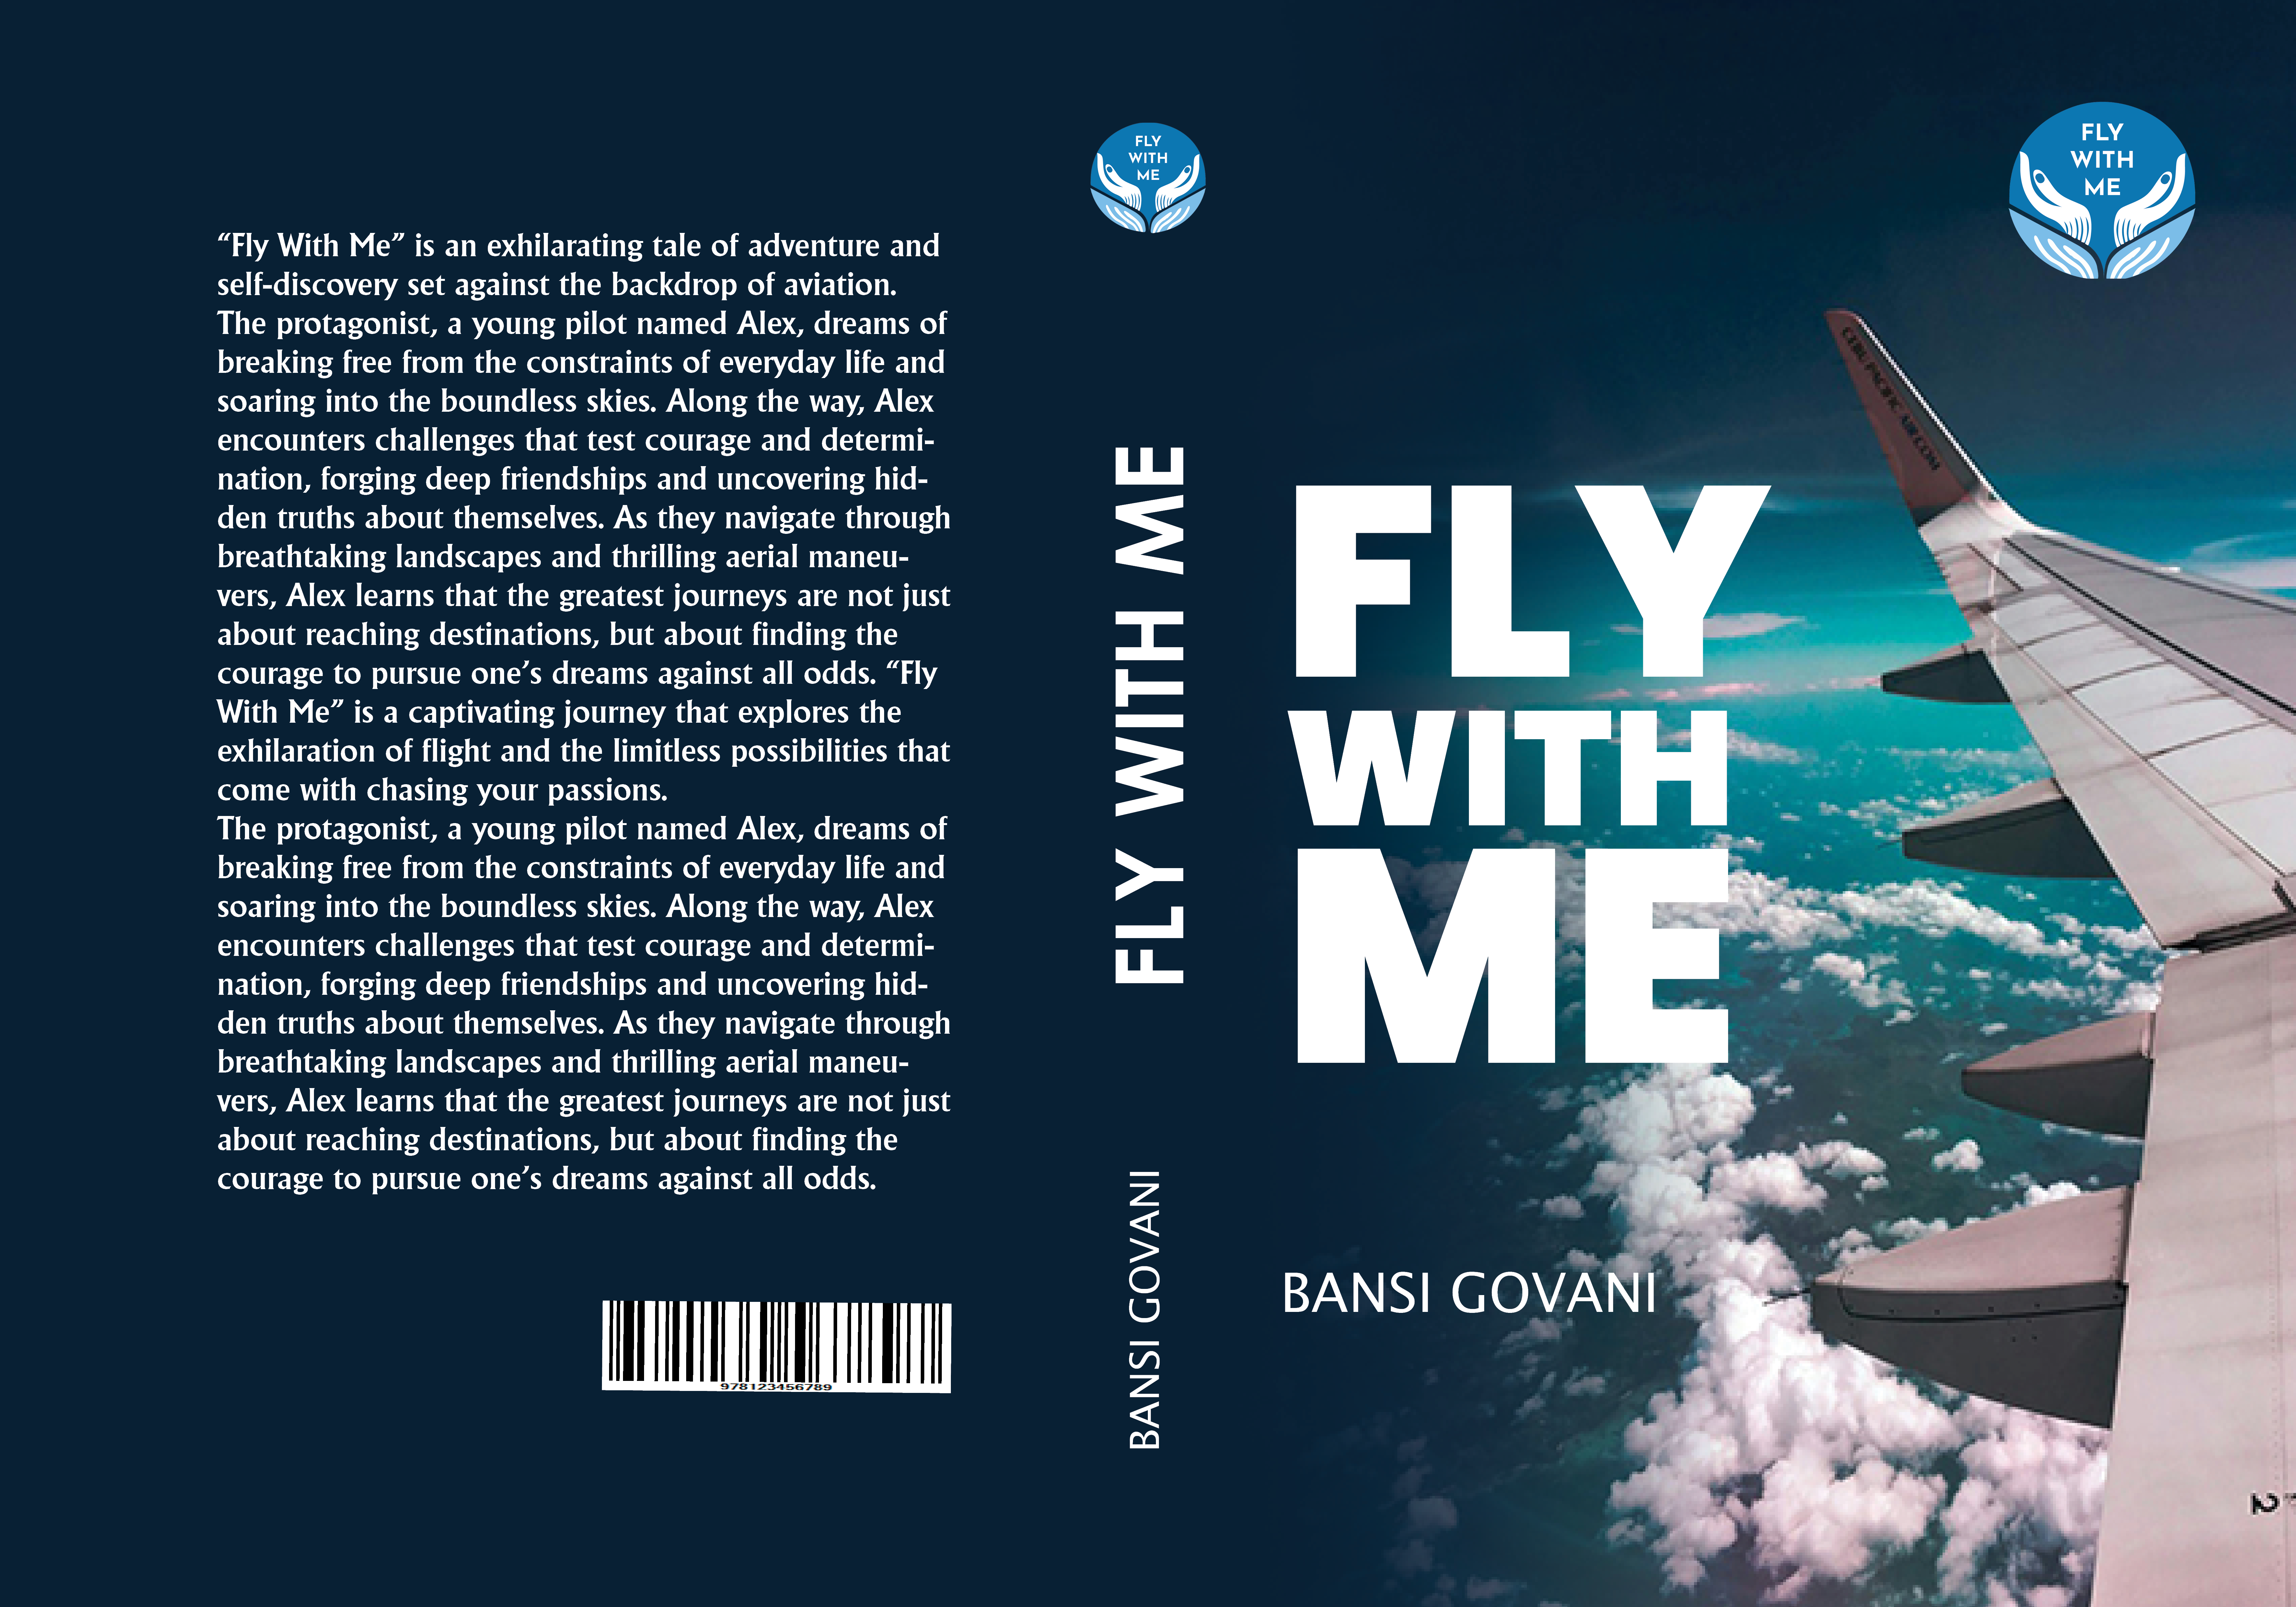 “Fly With Me” is an exhilarating tale of adventure and
self-discovery set against the backdrop of aviation.
The protagonist, a young pilot named Alex, dreams of
breaking free from the constraints of everyday life and
soaring into the boundless skies. Along the way, Alex
encounters challenges that test courage and determi-
nation, forging deep friendships and uncovering hid-
den truths about themselves. As they navigate through
breathtaking landscapes and thrilling aerial maneu-
vers, Alex learns that the greatest journeys are not just
about reaching destinations, but about finding the
courage to pursue one’s dreams against all odds. “Fly
With Me” is a captivating journey that explores the
exhilaration of flight and the limitless possibilities that
come with chasing your passions.
The protagonist, a young pilot named Alex, dreams of
breaking free from the constraints of everyday life and
soaring into the boundless skies. Along the way, Alex
encounters challenges that test courage and determi-
nation, forging deep friendships and uncovering hid-
den truths about themselves. As they navigate through
breathtaking landscapes and thrilling aerial maneu-
vers, Alex learns that the greatest journeys are not just
about reaching destinations, but about finding the
courage to pursue one’s dreams against all odds.
978123456789
FLY
WITH
ME
FLY WITH ME
BANSI GOVANI
FLY
WITH
ME
CEBU PACIFIC AIR.COM
FLY
WITH
ME
BANSI GOVANI
2